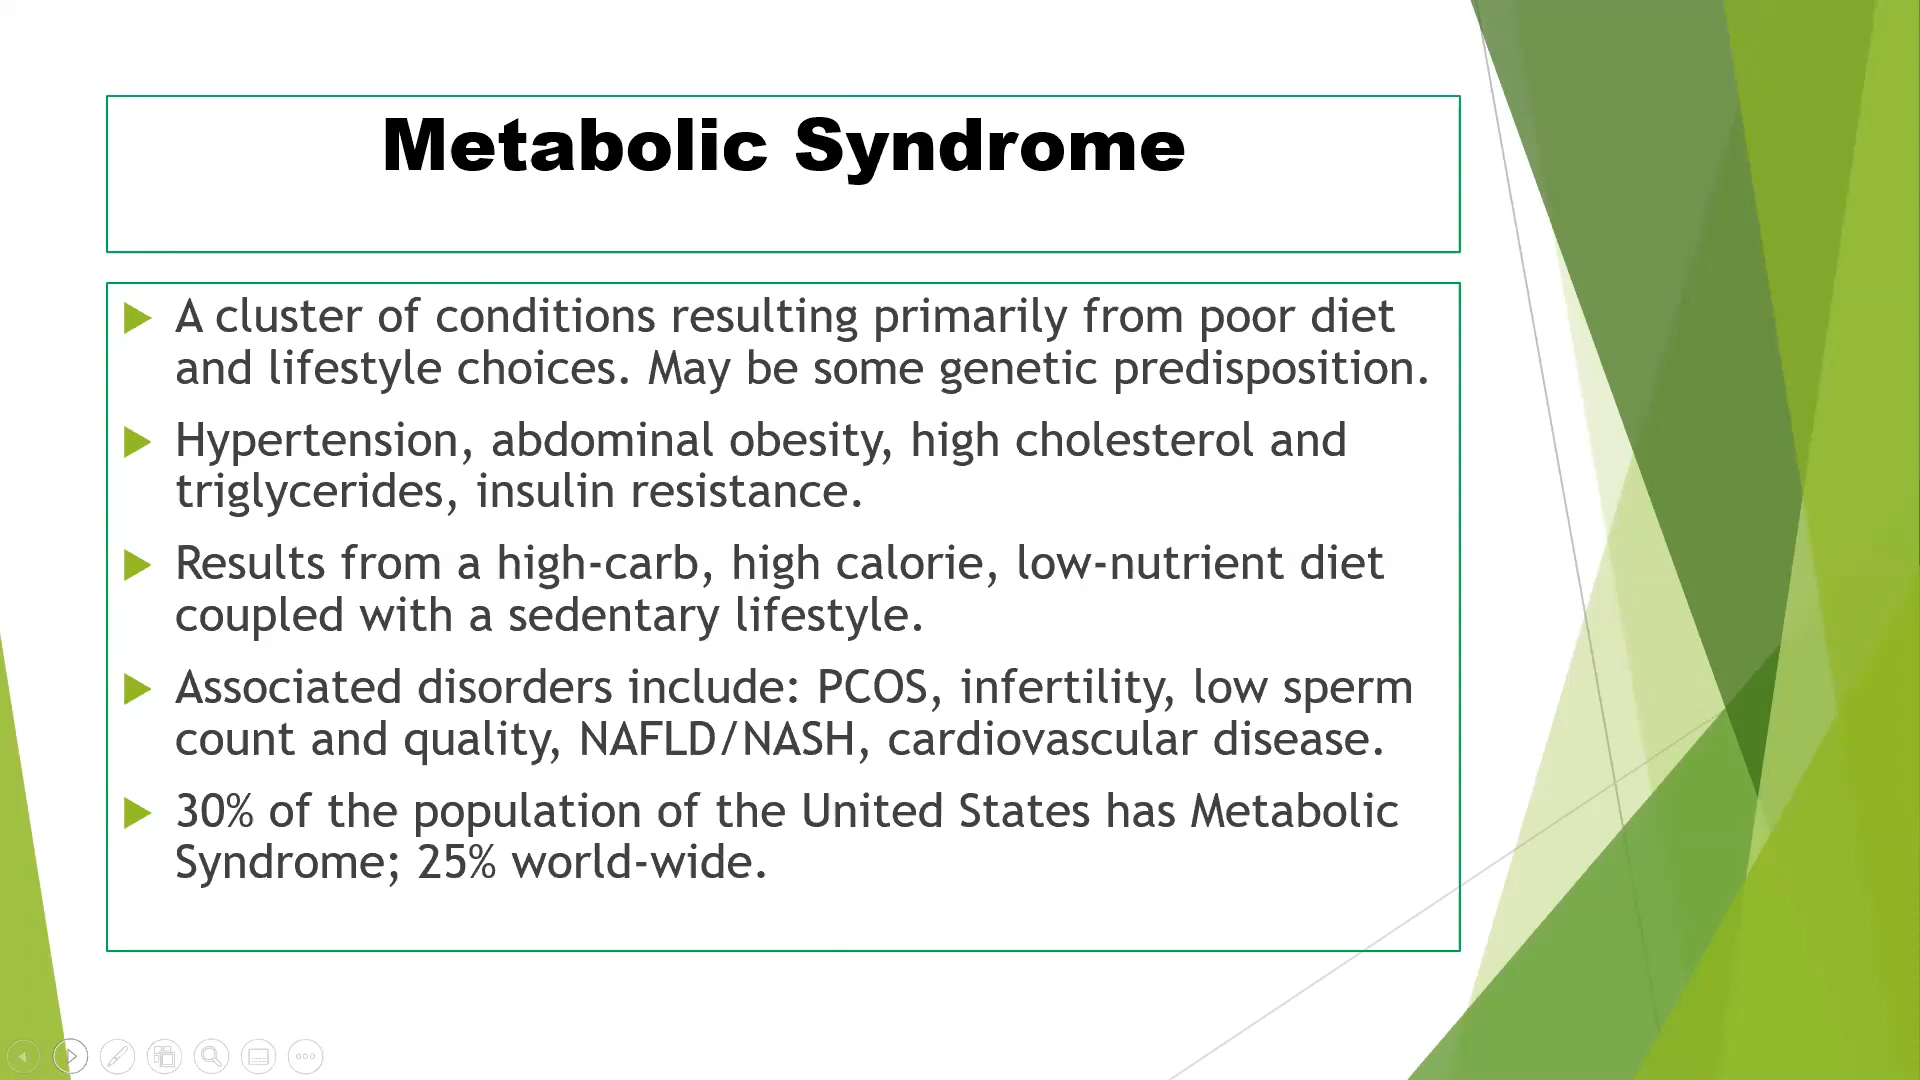 Metabolic Syndrome
A cluster of conditions resulting primarily from poor diet
and lifestyle choices. May be some genetic predisposition.
Hypertension, abdominal obesity, high cholesterol and
triglycerides, insulin resistance.
Results from a high-carb, high calorie, low-nutrient diet
coupled with a sedentary lifestyle.
Associated disorders include: PCOS, infertility, low sperm
count and quality, NAFLD/NASH, cardiovascular disease.
30% of the population of the United States has Metabolic
Syndrome; 25% world-wide.